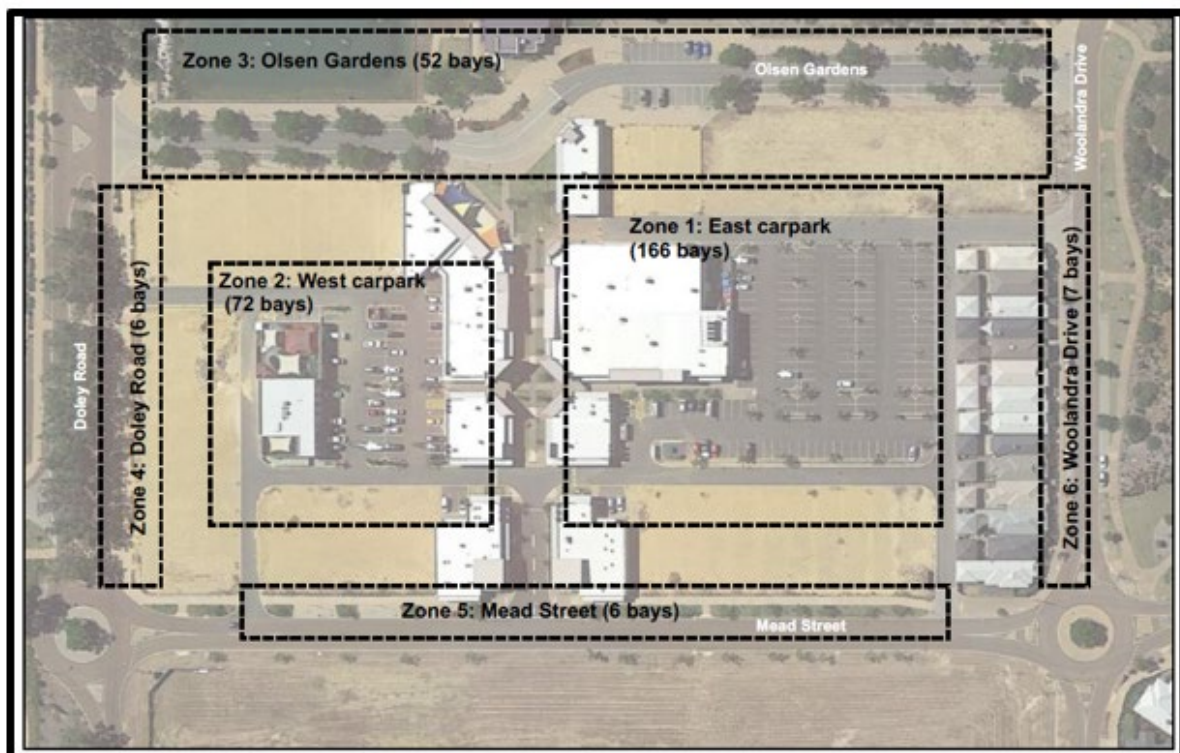 Zone 3: Olsen Gardens (52 bays)
Olsen Gardens
Woolandra Drive
Zone 1: East carpark
(166 bays)
Zone 2: West carpark
(72 bays)
Doley Road
Zone 4: Doley Road (6 bays)
Zone 6: Woolandra Drive (7 bays)
Zone 5: Mead Street (6 bays)
Mead Street